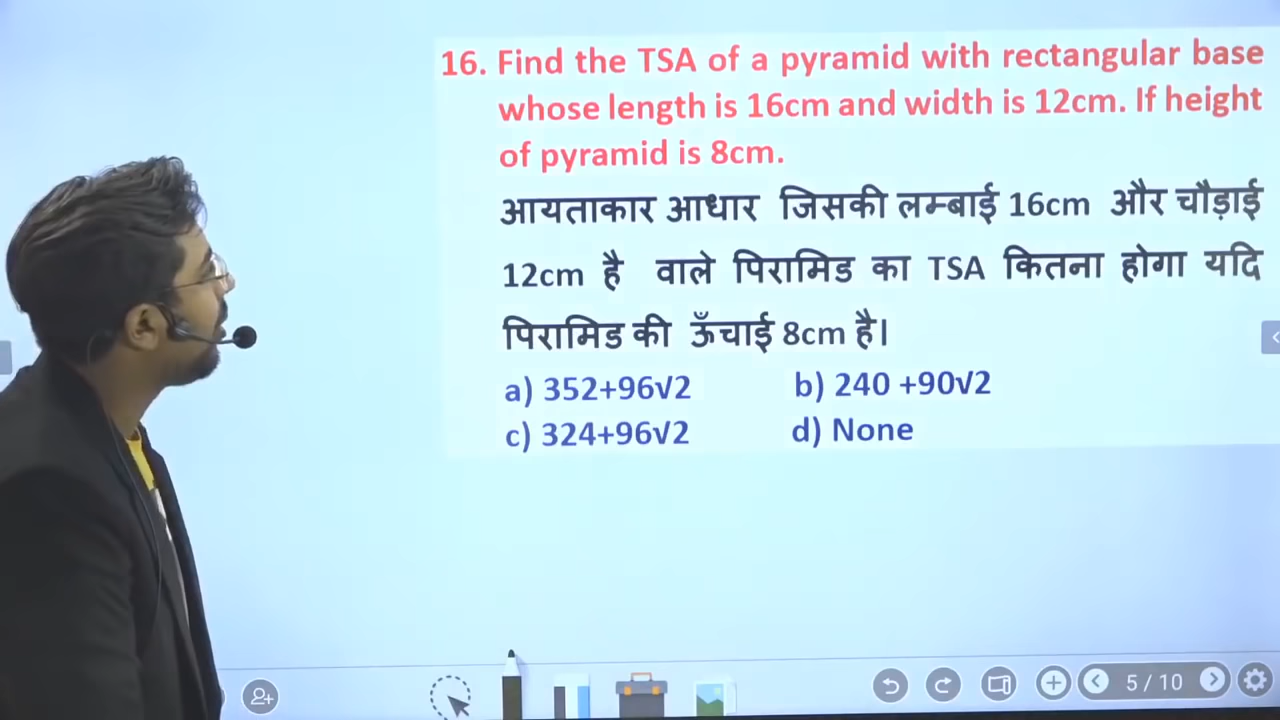 16. Find the TSA of a pyramid with rectangular base
whose length is 16cm and width is 12cm. If height
of pyramid is 8cm.
आयताकार आधार जिसकी लम्बाई 16cm और चौड़ाई
12cm है वाले पिरामिड का TSA कितना होगा यदि
पिरामिड की ऊँचाई 8cm है।
a) 352+96√2 b) 240 +90√2
c) 324+96√2 d) None
5 / 10